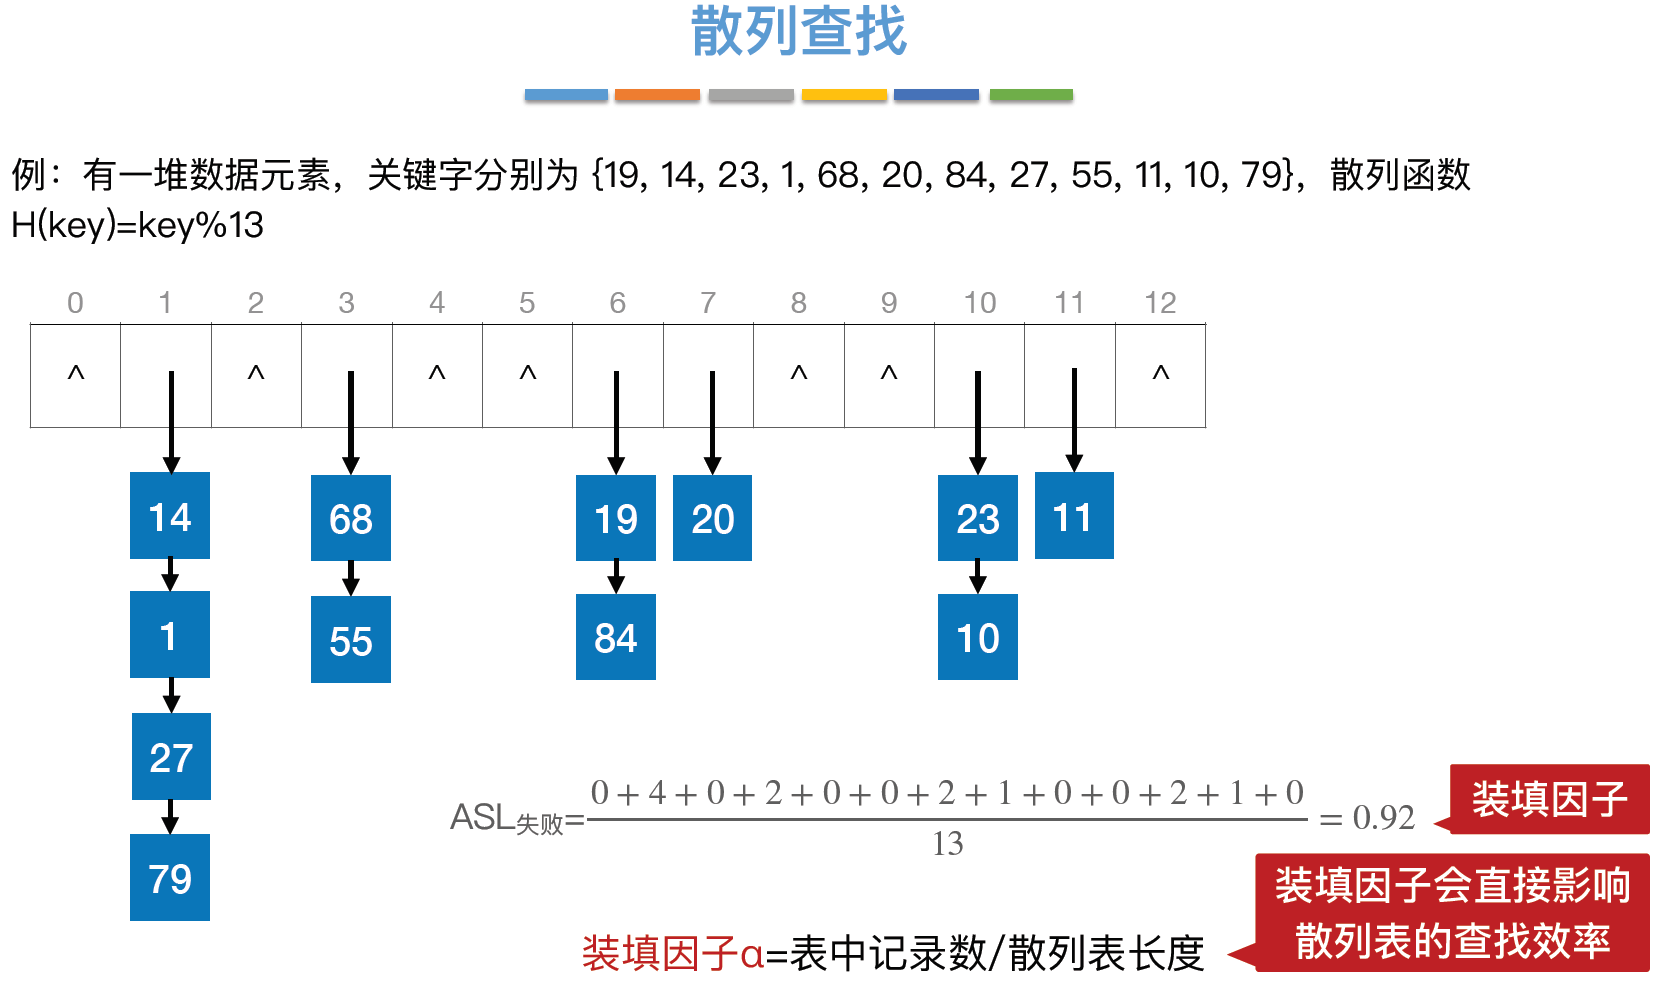 散列查找
例：有一堆数据元素，关键字分别为 {19, 14, 23, 1, 68, 20, 84, 27, 55, 11, 10, 79}，散列函数
H(key)=key%13
0 1 2 3 4 5 6 7 8 9 10 11 12
^ ^ ^ ^ ^ ^ ^
14 68 19 20 23 11
1 55 84 10
27
79
ASL失败= 0 + 4 + 0 + 2 + 0 + 0 + 2 + 1 + 0 + 0 + 2 + 1 + 0 / 13 = 0.92
装填因子
装填因子会直接影响
散列表的查找效率
装填因子α=表中记录数/散列表长度